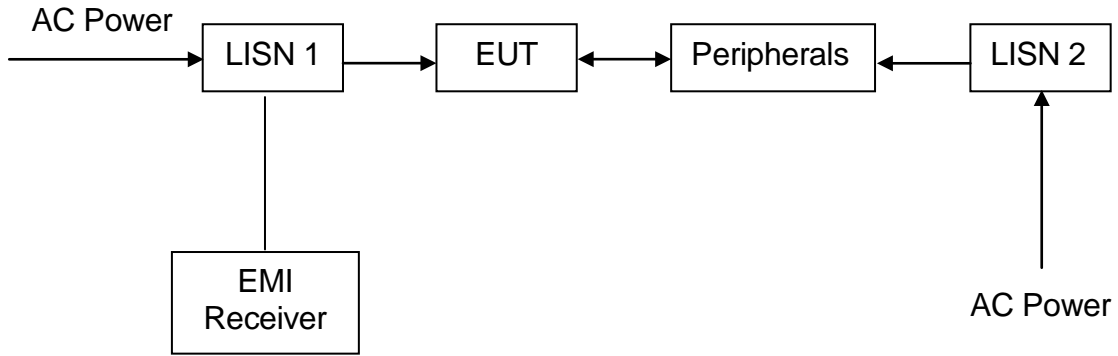 AC Power
LISN 1
EUT
Peripherals
LISN 2
EMI
Receiver
AC Power